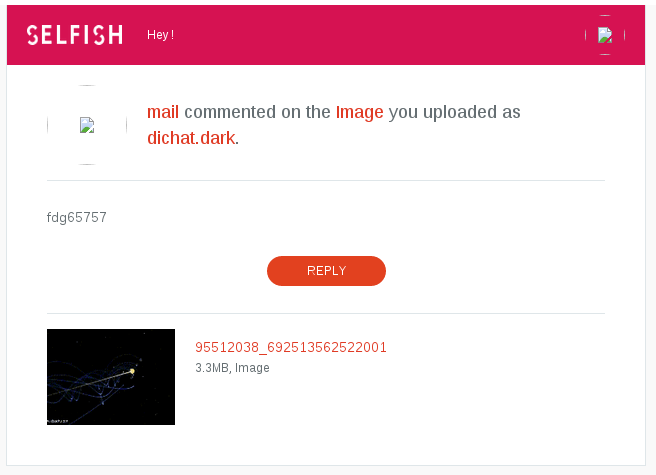 SELFISH
Hey!
mail commented on the Image you uploaded as
dichat.dark.
fdg65757
REPLY
95512038_692513562522001
3.3MB, Image